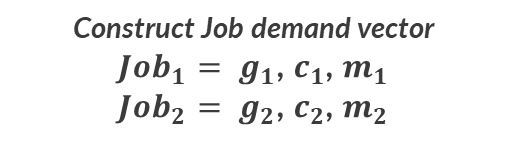 Construct Job demand vector
Job₁ = g₁, c₁, m₁
Job₂ = g₂, c₂, m₂